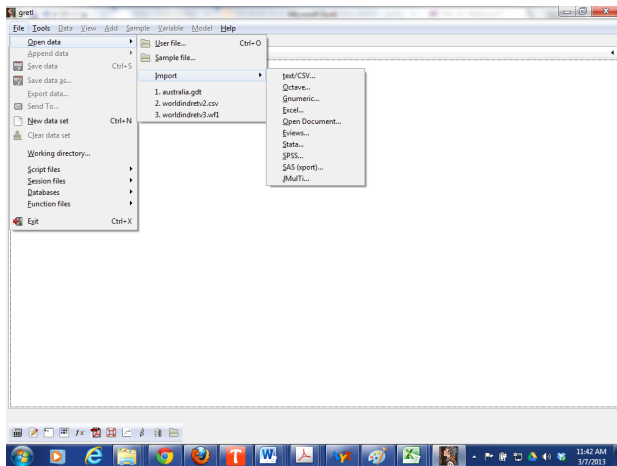 gretl
File Tools Data View Add Sample Variable Model Help
Open data
Append data
Save data Ctrl+S
Save data as...
Export data...
Send To...
New data set Ctrl+N
Clear data set
Working directory...
Script files
Session files
Databases
Function files
Exit Ctrl+X
User file... Ctrl+O
Sample file...
Import
1. australia.gdt
2. worldindretv2.csv
3. worldindretv3.wf1
text/CSV...
Octave...
Gnumeric...
Excel...
Open Document...
Eviews...
Stata...
SPSS...
SAS (xport)...
JMulTi...
fx β
11:42 AM
3/7/2013